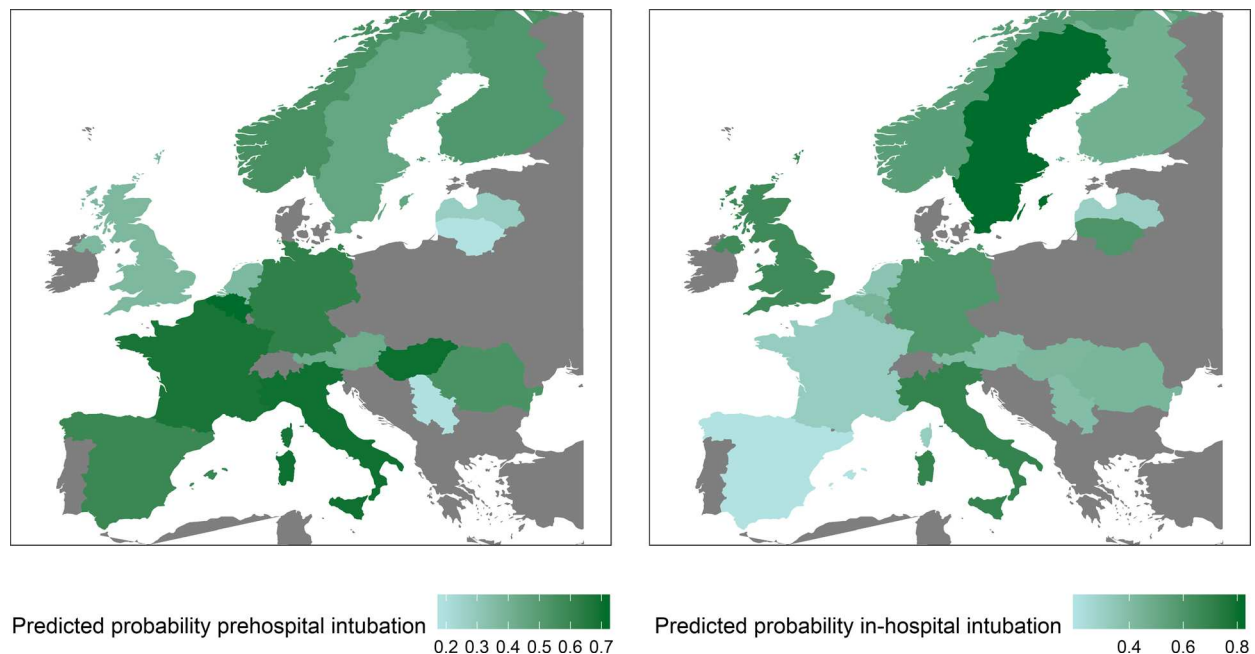 Predicted probability prehospital intubation
0.2 0.3 0.4 0.5 0.6 0.7
Predicted probability in-hospital intubation
0.4 0.6 0.8